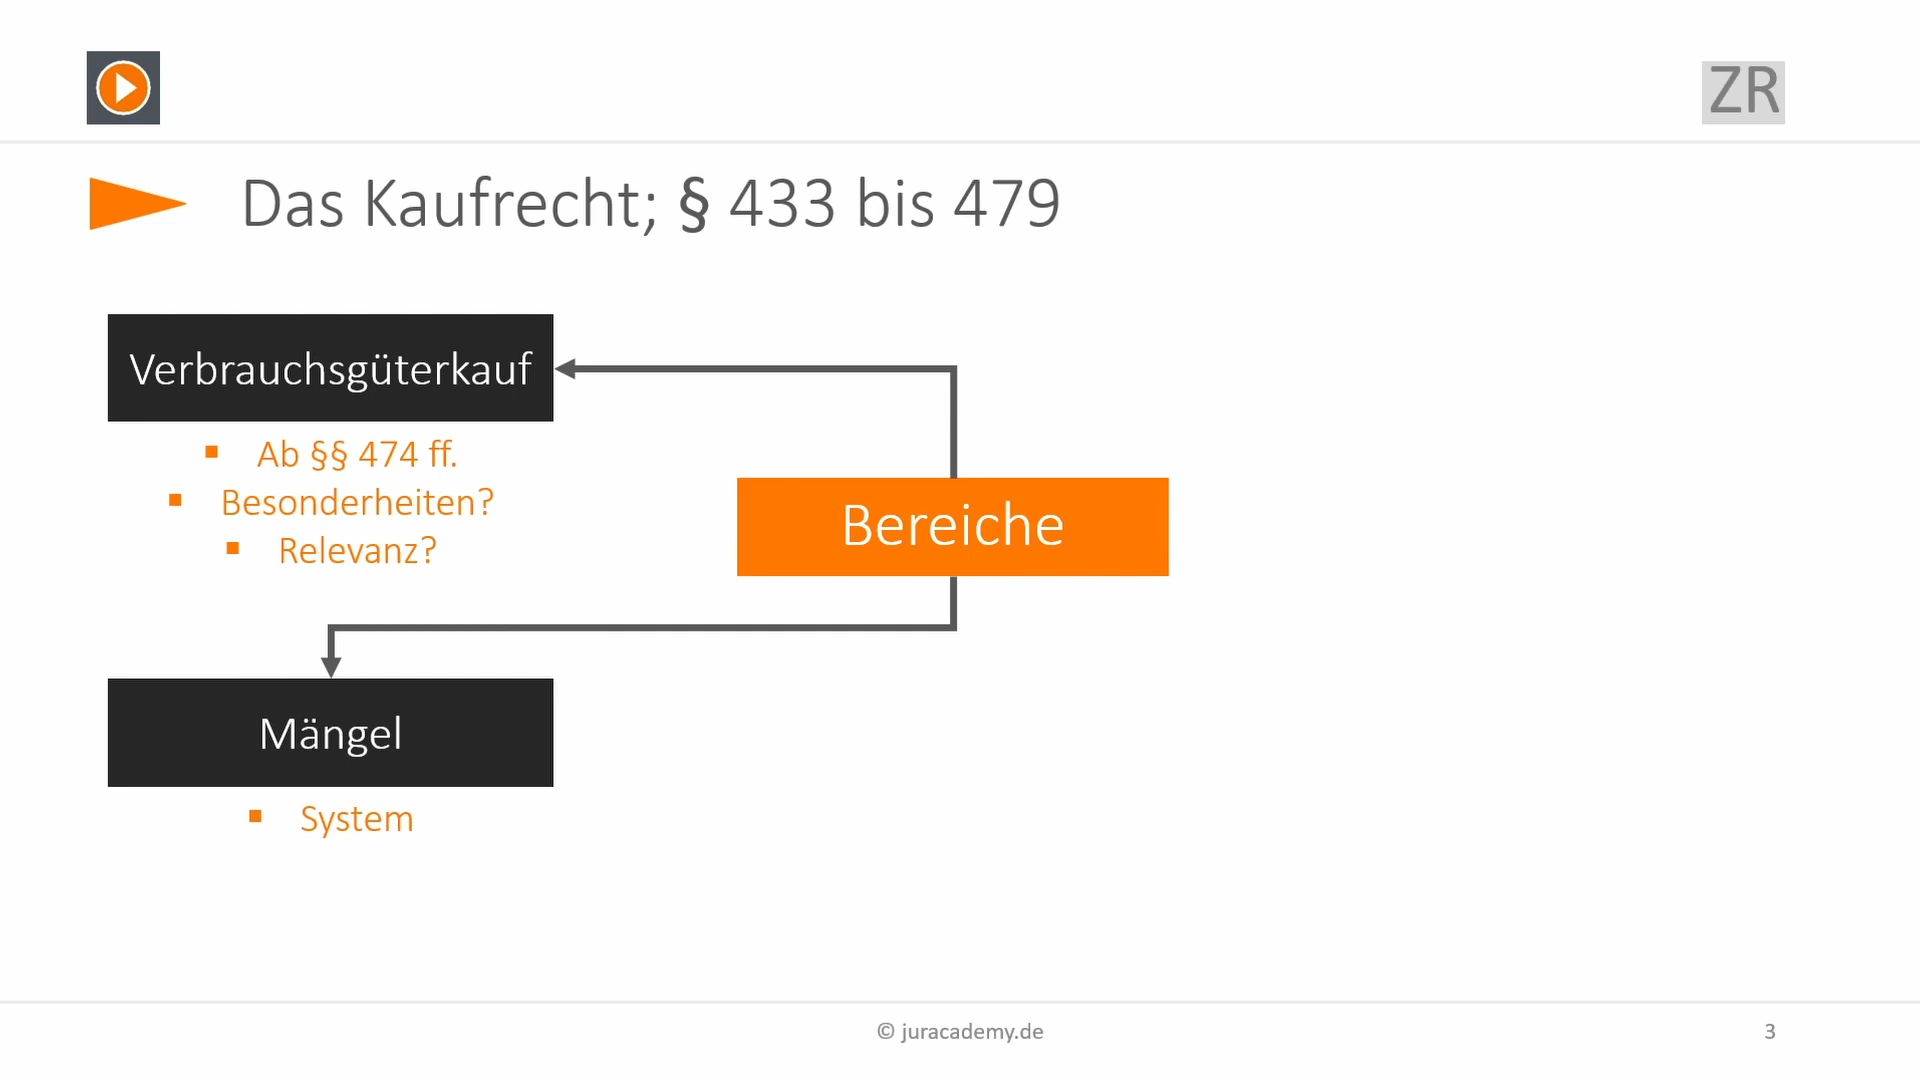 ZR
Das Kaufrecht; § 433 bis 479
Verbrauchsgüterkauf
▪ Ab §§ 474 ff.
▪ Besonderheiten?
▪ Relevanz?
Bereiche
Mängel
▪ System
© juracademy.de
3